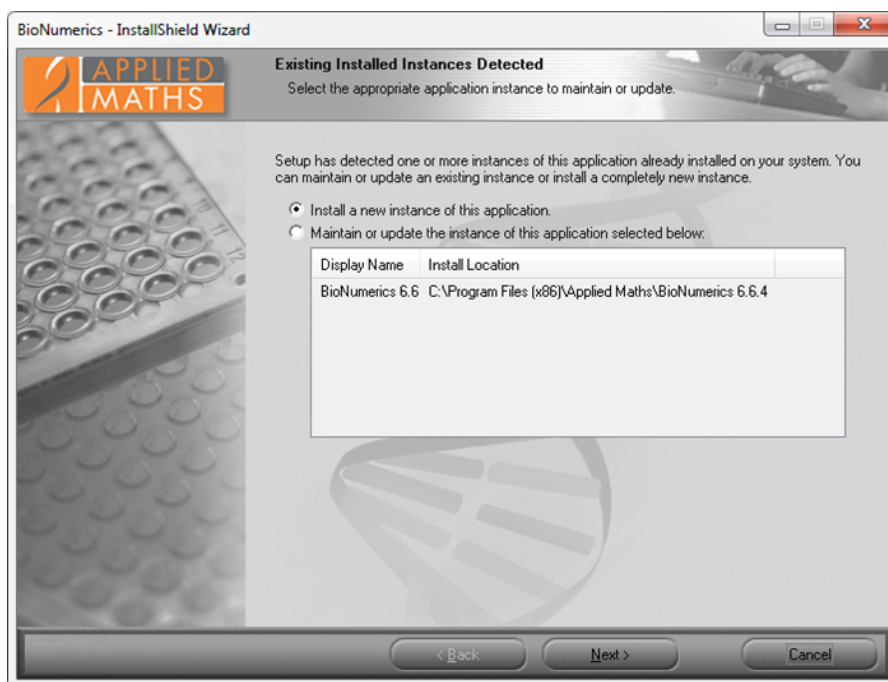 BioNumerics - InstallShield Wizard
APPLIED
MATHS
Existing Installed Instances Detected
Select the appropriate application instance to maintain or update.
Setup has detected one or more instances of this application already installed on your system. You
can maintain or update an existing instance or install a completely new instance.
Install a new instance of this application.
Maintain or update the instance of this application selected below:
Display Name Install Location
BioNumerics 6.6 C:\Program Files (x86)\Applied Maths\BioNumerics 6.6.4
10 11 12
< Back Next > Cancel